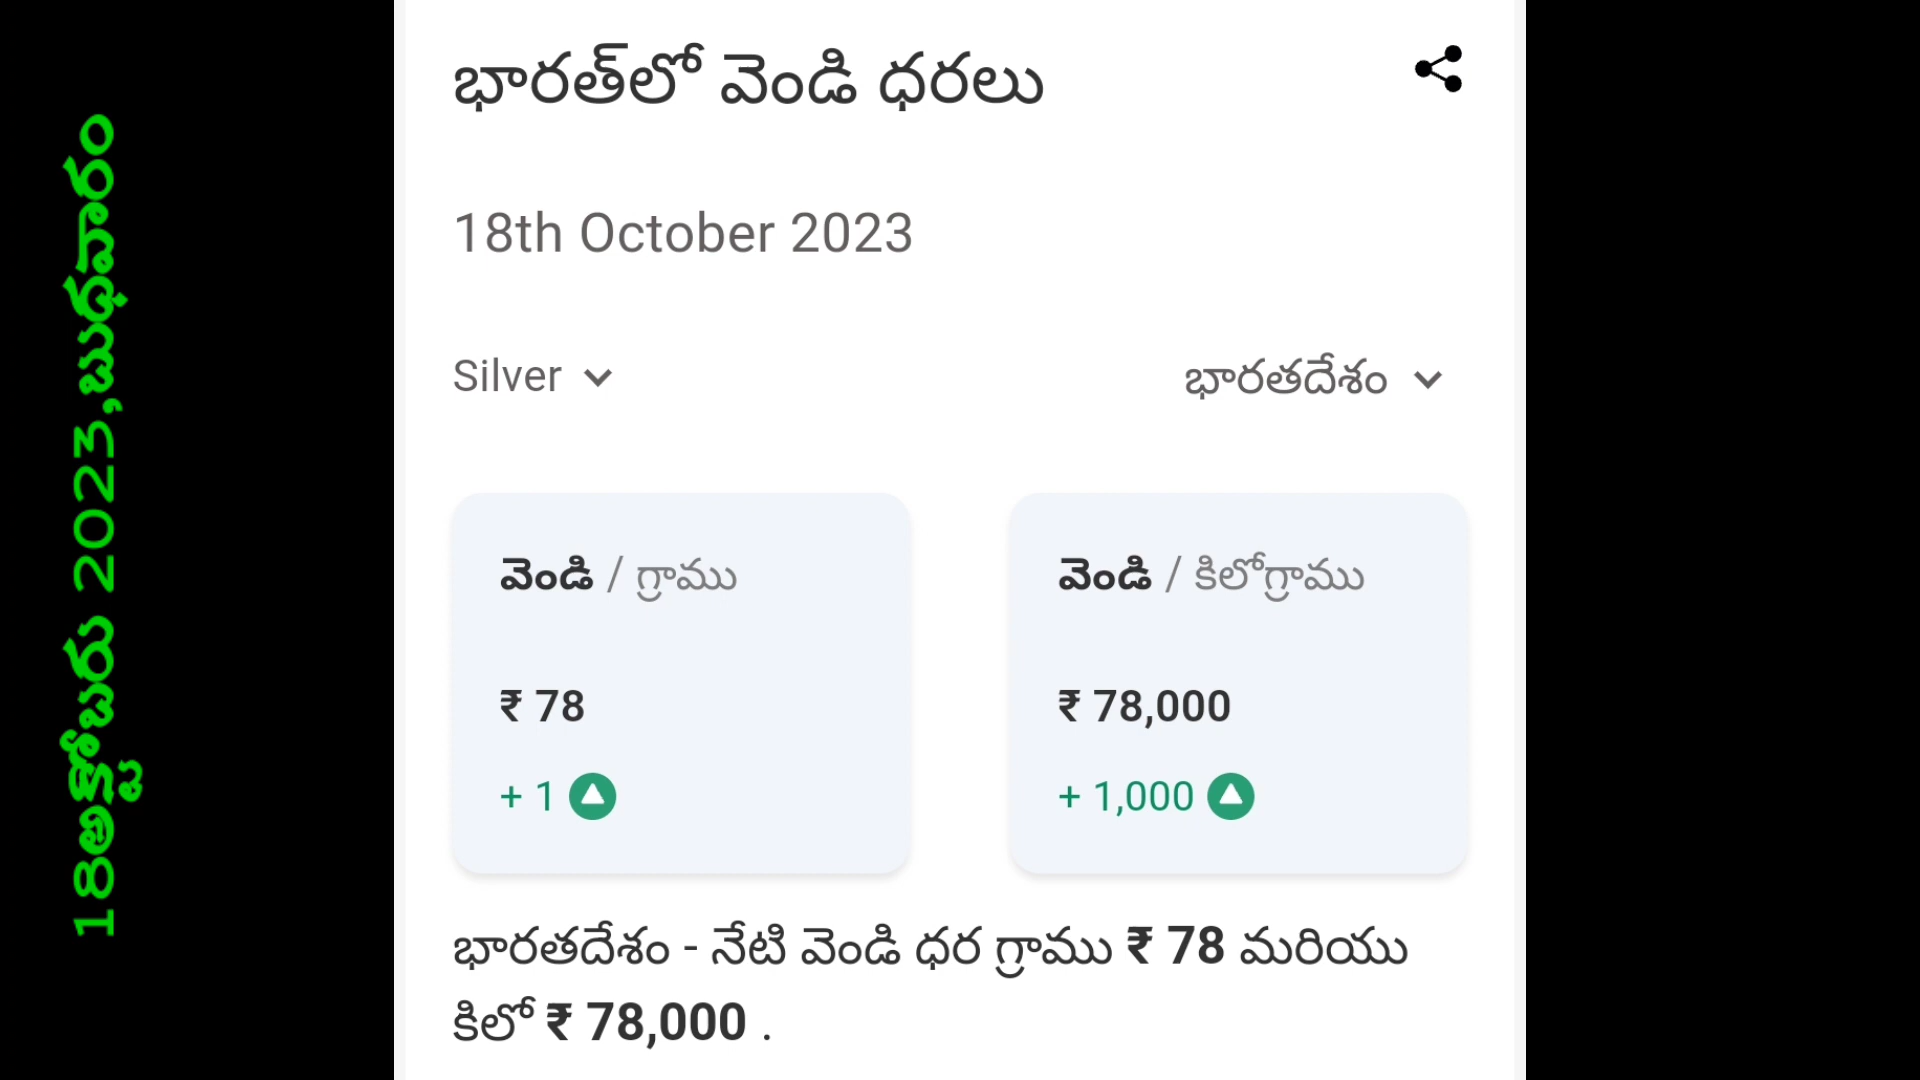 18అక్టోబరు 2023,బుధవారం
భారత్‌లో వెండి ధరలు
18th October 2023
Silver
భారతదేశం
వెండి / గ్రాము
₹ 78
+ 1
వెండి / కిలోగ్రాము
₹ 78,000
+ 1,000
భారతదేశం - నేటి వెండి ధర గ్రాము ₹ 78 మరియు
కిలో ₹ 78,000 .